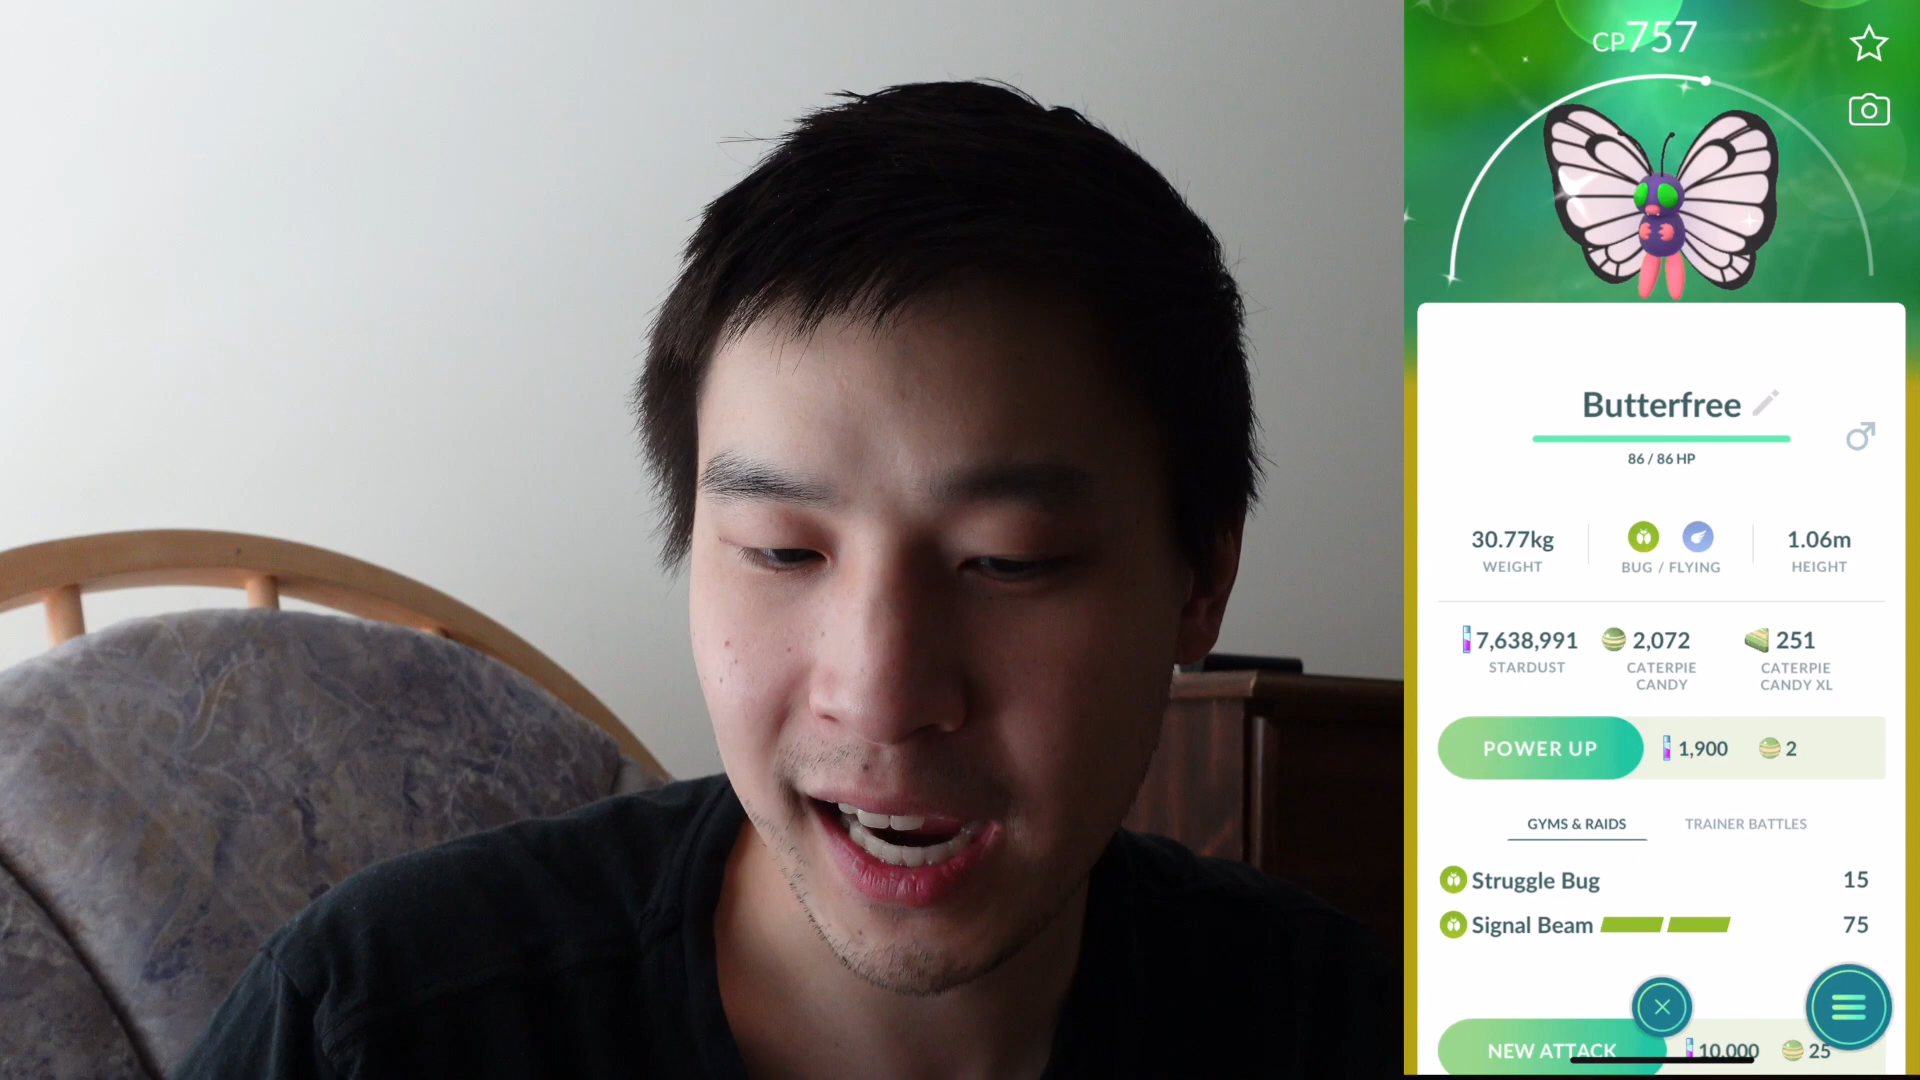 CP757
Butterfree
86 / 86 HP
30.77kg
WEIGHT
BUG / FLYING
1.06m
HEIGHT
7,638,991
STARDUST
2,072
CATERPIE
CANDY
251
CATERPIE
CANDY XL
POWER UP 1,900 2
GYMS & RAIDS TRAINER BATTLES
Struggle Bug 15
Signal Beam 75
NEW ATTACK 10,000 25